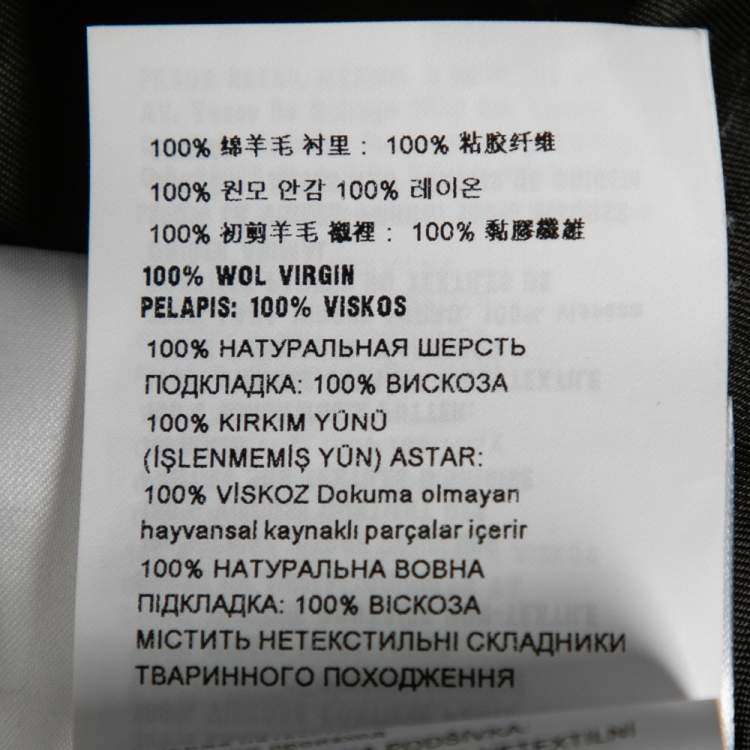 100% 绵羊毛 衬里： 100% 粘胶纤维
100% 원모 안감 100% 레이온
100% 初剪羊毛 襯裡： 100% 黏膠纖維
100% WOL VIRGIN
PELAPIS: 100% VISKOS
100% НАТУРАЛЬНАЯ ШЕРСТЬ
ПОДКЛАДКА: 100% ВИСКОЗА
100% KIRKIM YÜNÜ
(İŞLENMEMİŞ YÜN) ASTAR:
100% VİSKOZ Dokuma olmayan
hayvansal kaynaklı parçalar içerir
100% НАТУРАЛЬНА ВОВНА
ПІДКЛАДКА: 100% ВІСКОЗА
МІСТИТЬ НЕТЕКСТИЛЬНІ СКЛАДНИКИ
ТВАРИННОГО ПОХОДЖЕННЯ